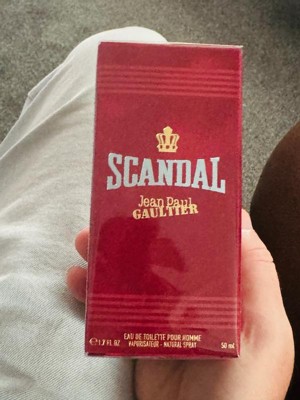 SCANDAL
Jean Paul
GAULTIER
EAU DE TOILETTE POUR HOMME
℮ 1.7 FL OZ VAPORISATEUR - NATURAL SPRAY 50 ml